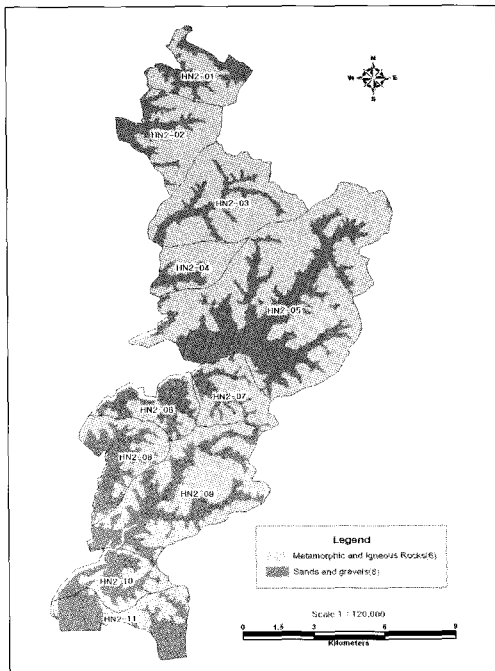 N
W E
S
HN2-01
HN2-02
HN2-03
HN2-04
HN2-05
HN2-07
HN2-06
HN2-08
HN2-09
HN2-10
HN2-11
Legend
Metamorphic and Igneous Rocks(6)
Sands and gravels(8)
Scale 1 : 120,000
0 1.5 3 6 9
Kilometers